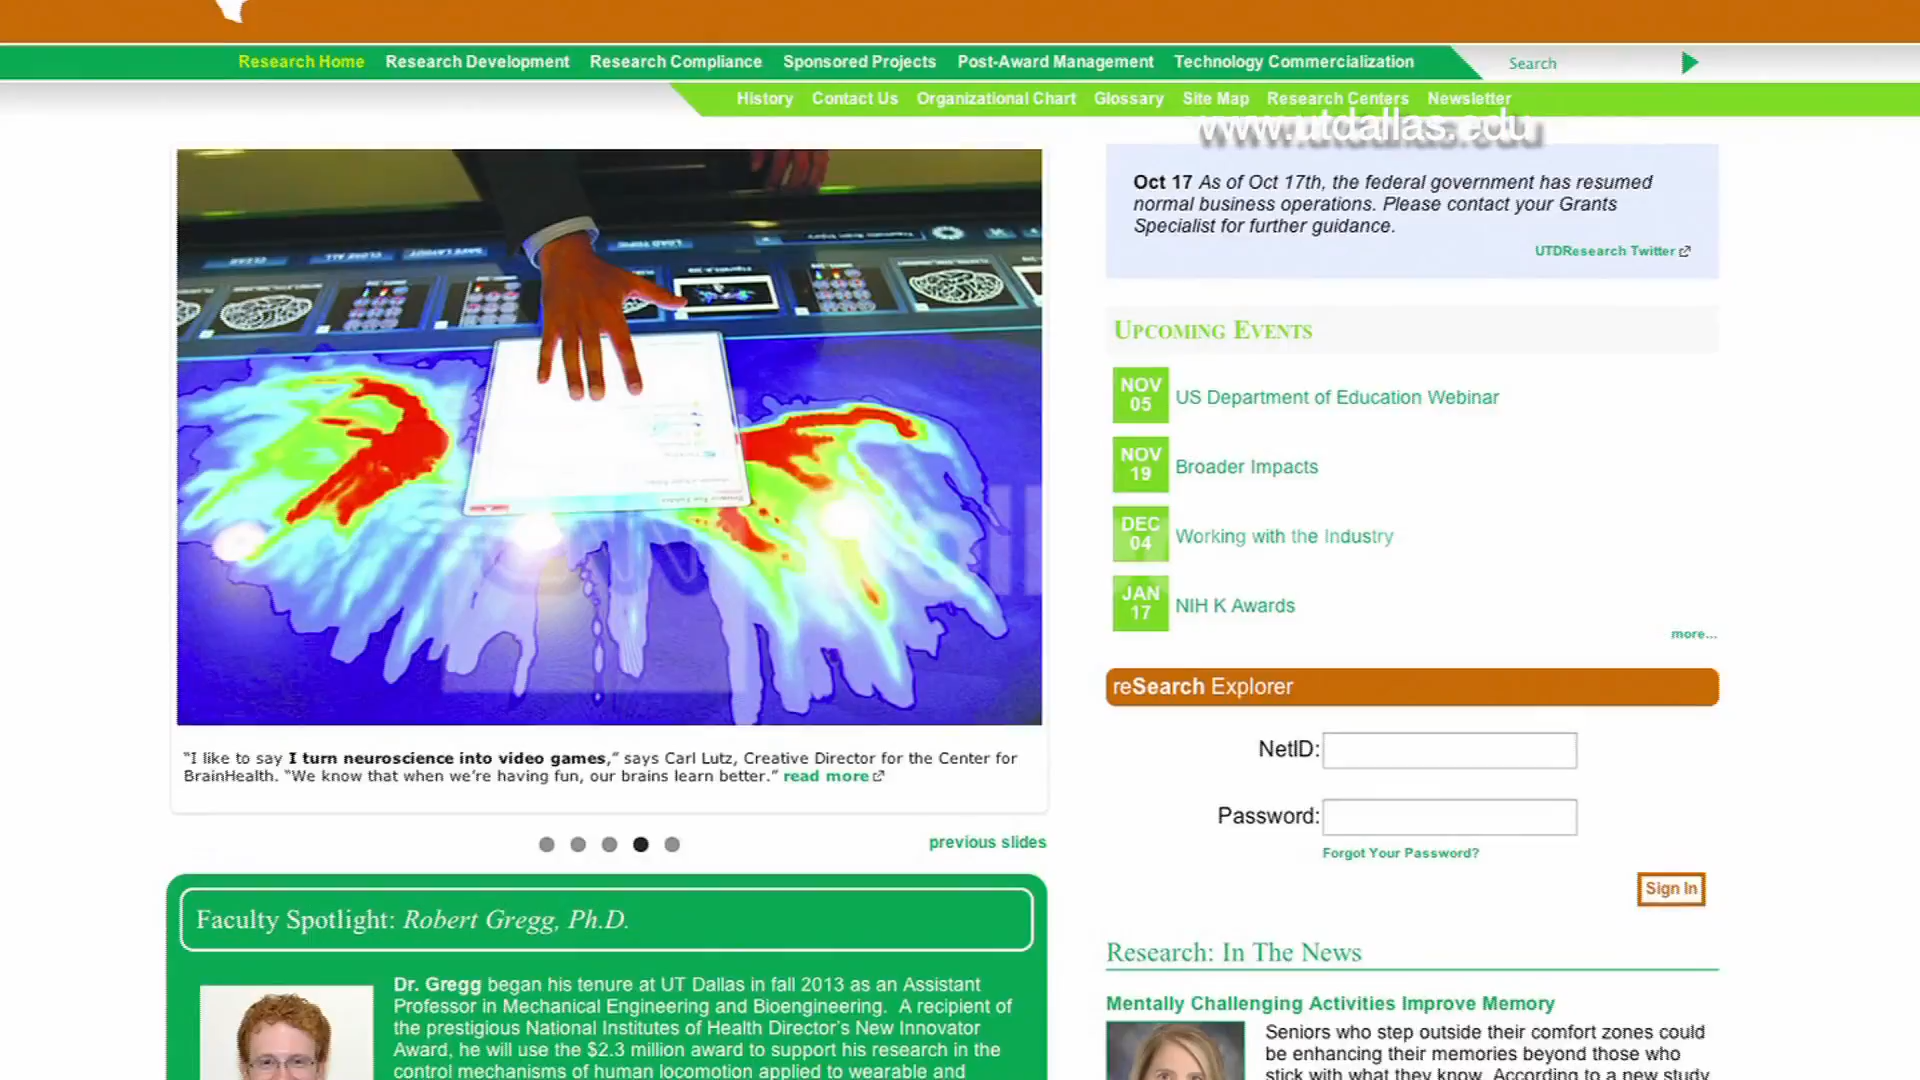 Research Home Research Development Research Compliance Sponsored Projects Post-Award Management Technology Commercialization Search
History Contact Us Organizational Chart Glossary Site Map Research Centers Newsletter
www.utdallas.edu
Oct 17 As of Oct 17th, the federal government has resumed
normal business operations. Please contact your Grants
Specialist for further guidance.
UTDResearch Twitter
UPCOMING EVENTS
NOV
05
US Department of Education Webinar
NOV
19
Broader Impacts
DEC
04
Working with the Industry
JAN
17
NIH K Awards
more...
reSearch Explorer
NetID:
Password:
Forgot Your Password?
Sign In
“I like to say I turn neuroscience into video games,” says Carl Lutz, Creative Director for the Center for
BrainHealth. “We know that when we’re having fun, our brains learn better.” read more
previous slides
Faculty Spotlight: Robert Gregg, Ph.D.
Dr. Gregg began his tenure at UT Dallas in fall 2013 as an Assistant
Professor in Mechanical Engineering and Bioengineering. A recipient of
the prestigious National Institutes of Health Director’s New Innovator
Award, he will use the $2.3 million award to support his research in the
control mechanisms of human locomotion applied to wearable and
Research: In The News
Mentally Challenging Activities Improve Memory
Seniors who step outside their comfort zones could
be enhancing their memories beyond those who
stick with what they know. According to a new study